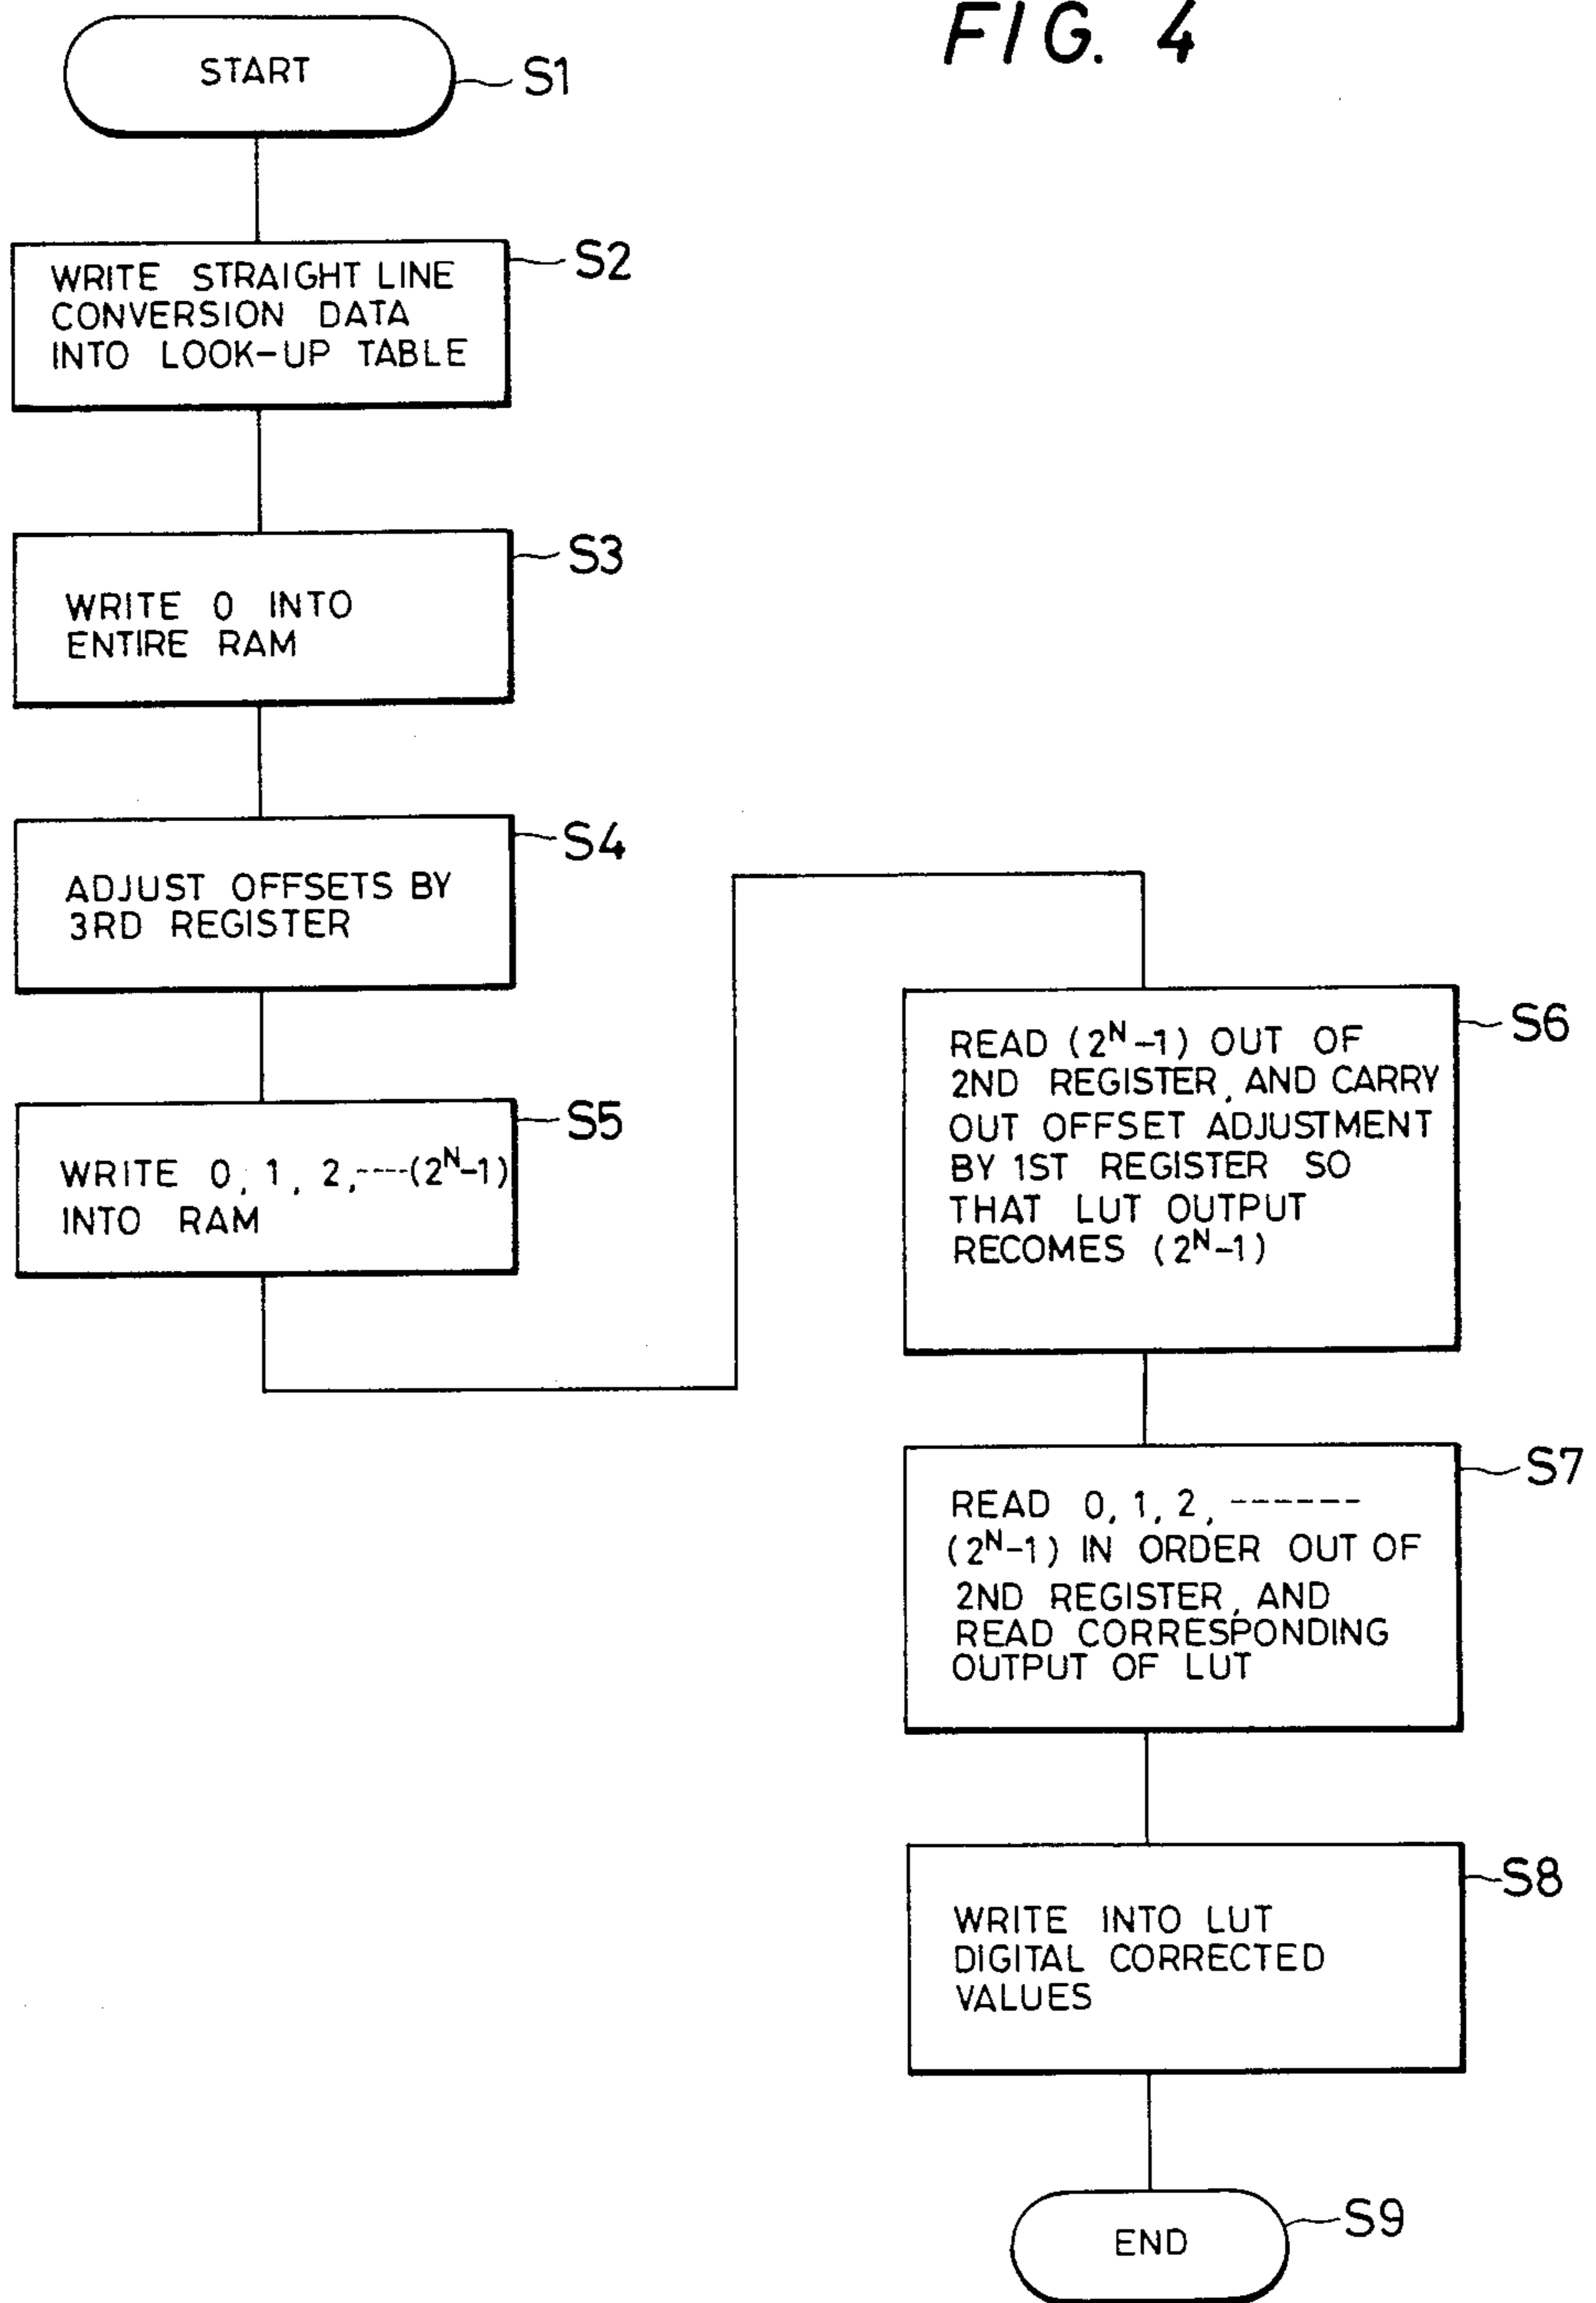 FIG. 4
START
S1
WRITE STRAIGHT LINE
CONVERSION DATA
INTO LOOK-UP TABLE
S2
WRITE 0 INTO
ENTIRE RAM
S3
ADJUST OFFSETS BY
3RD REGISTER
S4
WRITE 0, 1, 2,----(2^N-1)
INTO RAM
S5
READ (2^N-1) OUT OF
2ND REGISTER, AND CARRY
OUT OFFSET ADJUSTMENT
BY 1ST REGISTER SO
THAT LUT OUTPUT
RECOMES (2^N-1)
S6
READ 0, 1, 2, -------
(2^N-1) IN ORDER OUT OF
2ND REGISTER, AND
READ CORRESPONDING
OUTPUT OF LUT
S7
WRITE INTO LUT
DIGITAL CORRECTED
VALUES
S8
END
S9